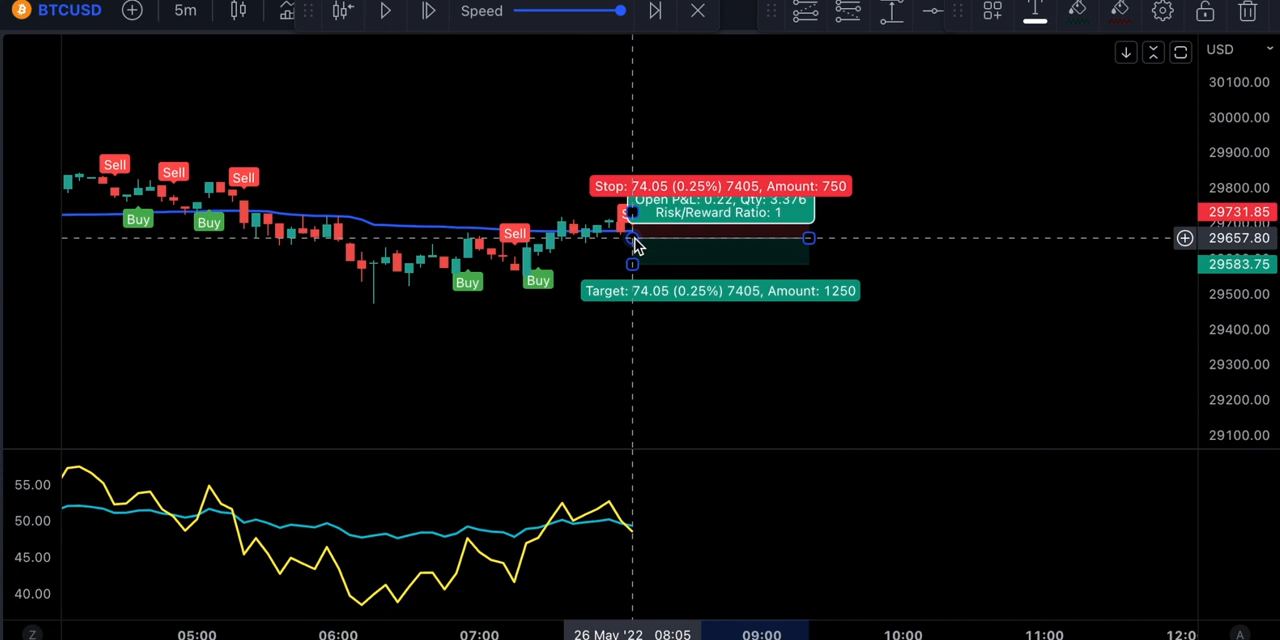 BTCUSD 5m Speed
USD
30100.00
30000.00
29900.00
29800.00
29731.85
29657.80
29583.75
29500.00
29400.00
29300.00
29200.00
29100.00
Sell
Sell
Sell
Buy
Buy
Sell
Buy
Buy
Stop: 74.05 (0.25%) 7405, Amount: 750
Open P&L: 0.22, Qty: 3.376
Risk/Reward Ratio: 1
Target: 74.05 (0.25%) 7405, Amount: 1250
55.00
50.00
45.00
40.00
Z 05:00 06:00 07:00 26 May '22 08:05 09:00 10:00 11:00 12:0 A